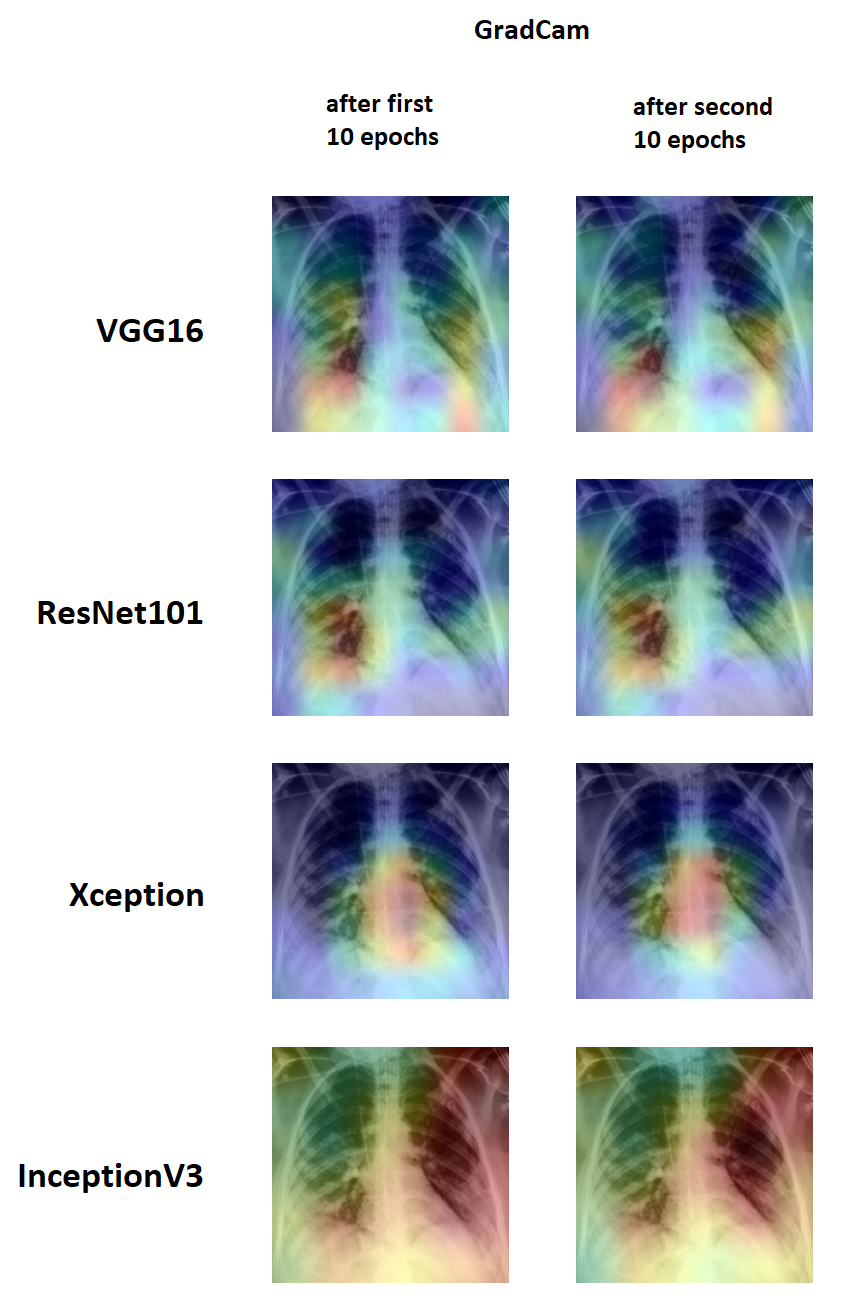 GradCam
after first
10 epochs
after second
10 epochs
VGG16
ResNet101
Xception
InceptionV3